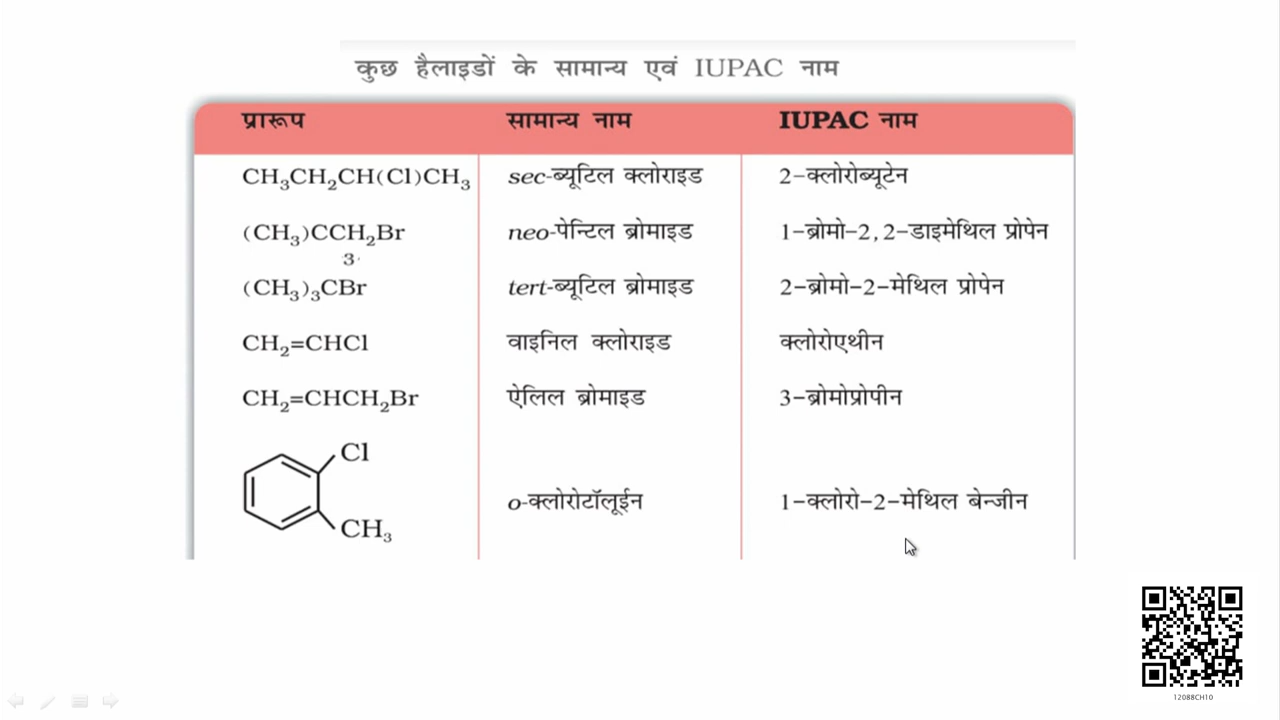 कुछ हैलाइडों के सामान्य एवं IUPAC नाम
प्रारूप सामान्य नाम IUPAC नाम
CH₃CH₂CH(Cl)CH₃ sec-ब्यूटिल क्लोराइड 2-क्लोरोब्यूटेन
(CH₃)CCH₂Br neo-पेन्टिल ब्रोमाइड 1-ब्रोमो-2,2-डाइमेथिल प्रोपेन
3.
(CH₃)₃CBr tert-ब्यूटिल ब्रोमाइड 2-ब्रोमो-2-मेथिल प्रोपेन
CH₂=CHCl वाइनिल क्लोराइड क्लोरोएथीन
CH₂=CHCH₂Br ऐलिल ब्रोमाइड 3-ब्रोमोप्रोपीन
Cl
o-क्लोरोटॉलूईन 1-क्लोरो-2-मेथिल बेन्जीन
CH₃
12088CH10